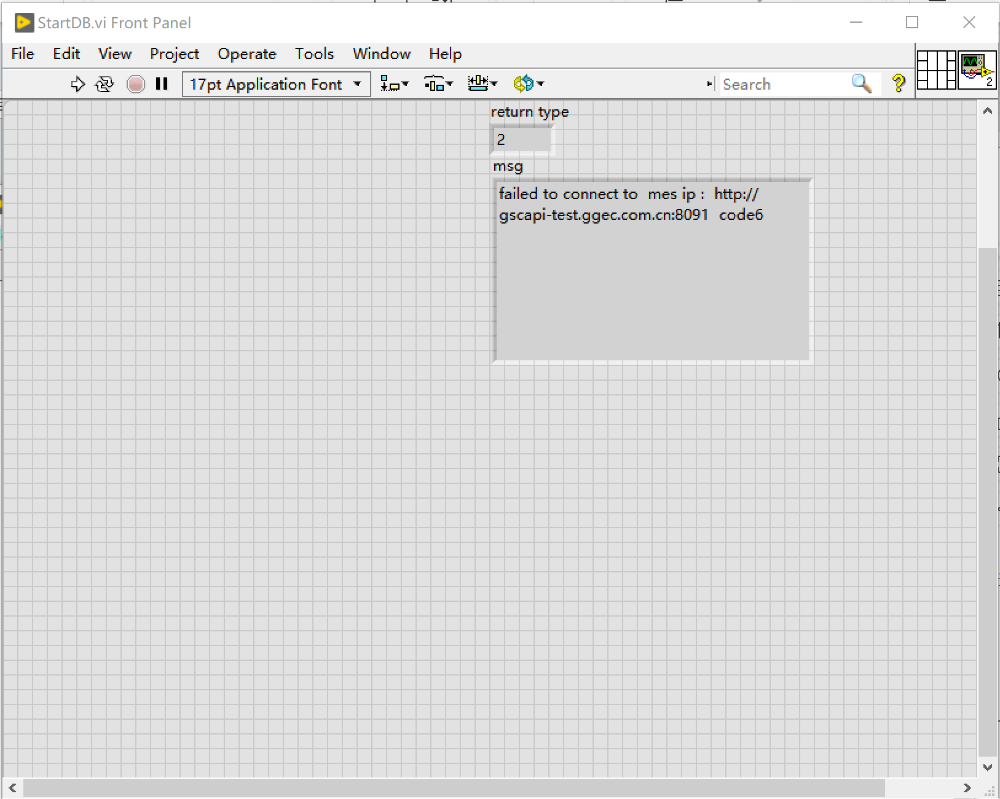 StartDB.vi Front Panel
File Edit View Project Operate Tools Window Help
17pt Application Font
Search
2
return type
2
msg
failed to connect to  mes ip :  http://
gscapi-test.ggec.com.cn:8091  code6